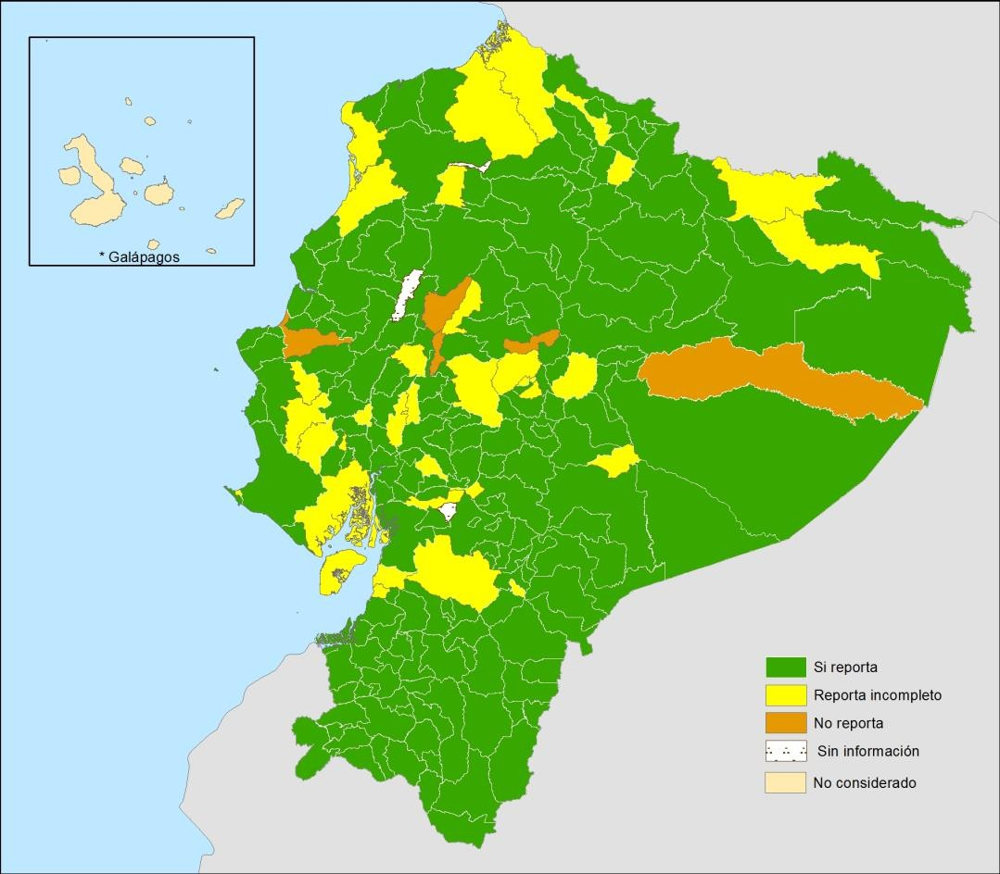 * Galápagos
Si reporta
Reporta incompleto
No reporta
Sin información
No considerado